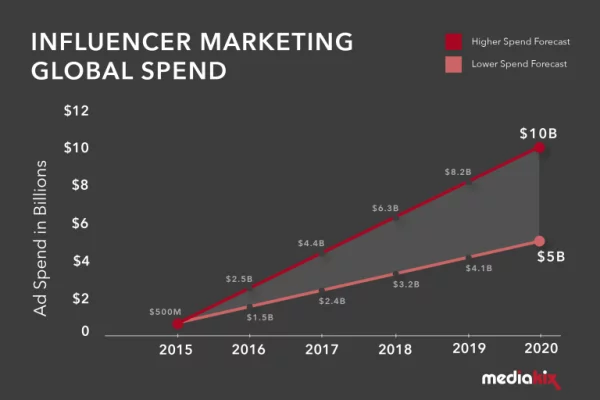 INFLUENCER MARKETING
GLOBAL SPEND
Higher Spend Forecast
Lower Spend Forecast
Ad Spend in Billions
$12
$10
$8
$6
$4
$2
0
$500M
$2.5B
$4.4B
$6.3B
$8.2B
$10B
$1.5B
$2.4B
$3.2B
$4.1B
$5B
2015 2016 2017 2018 2019 2020
mediakix